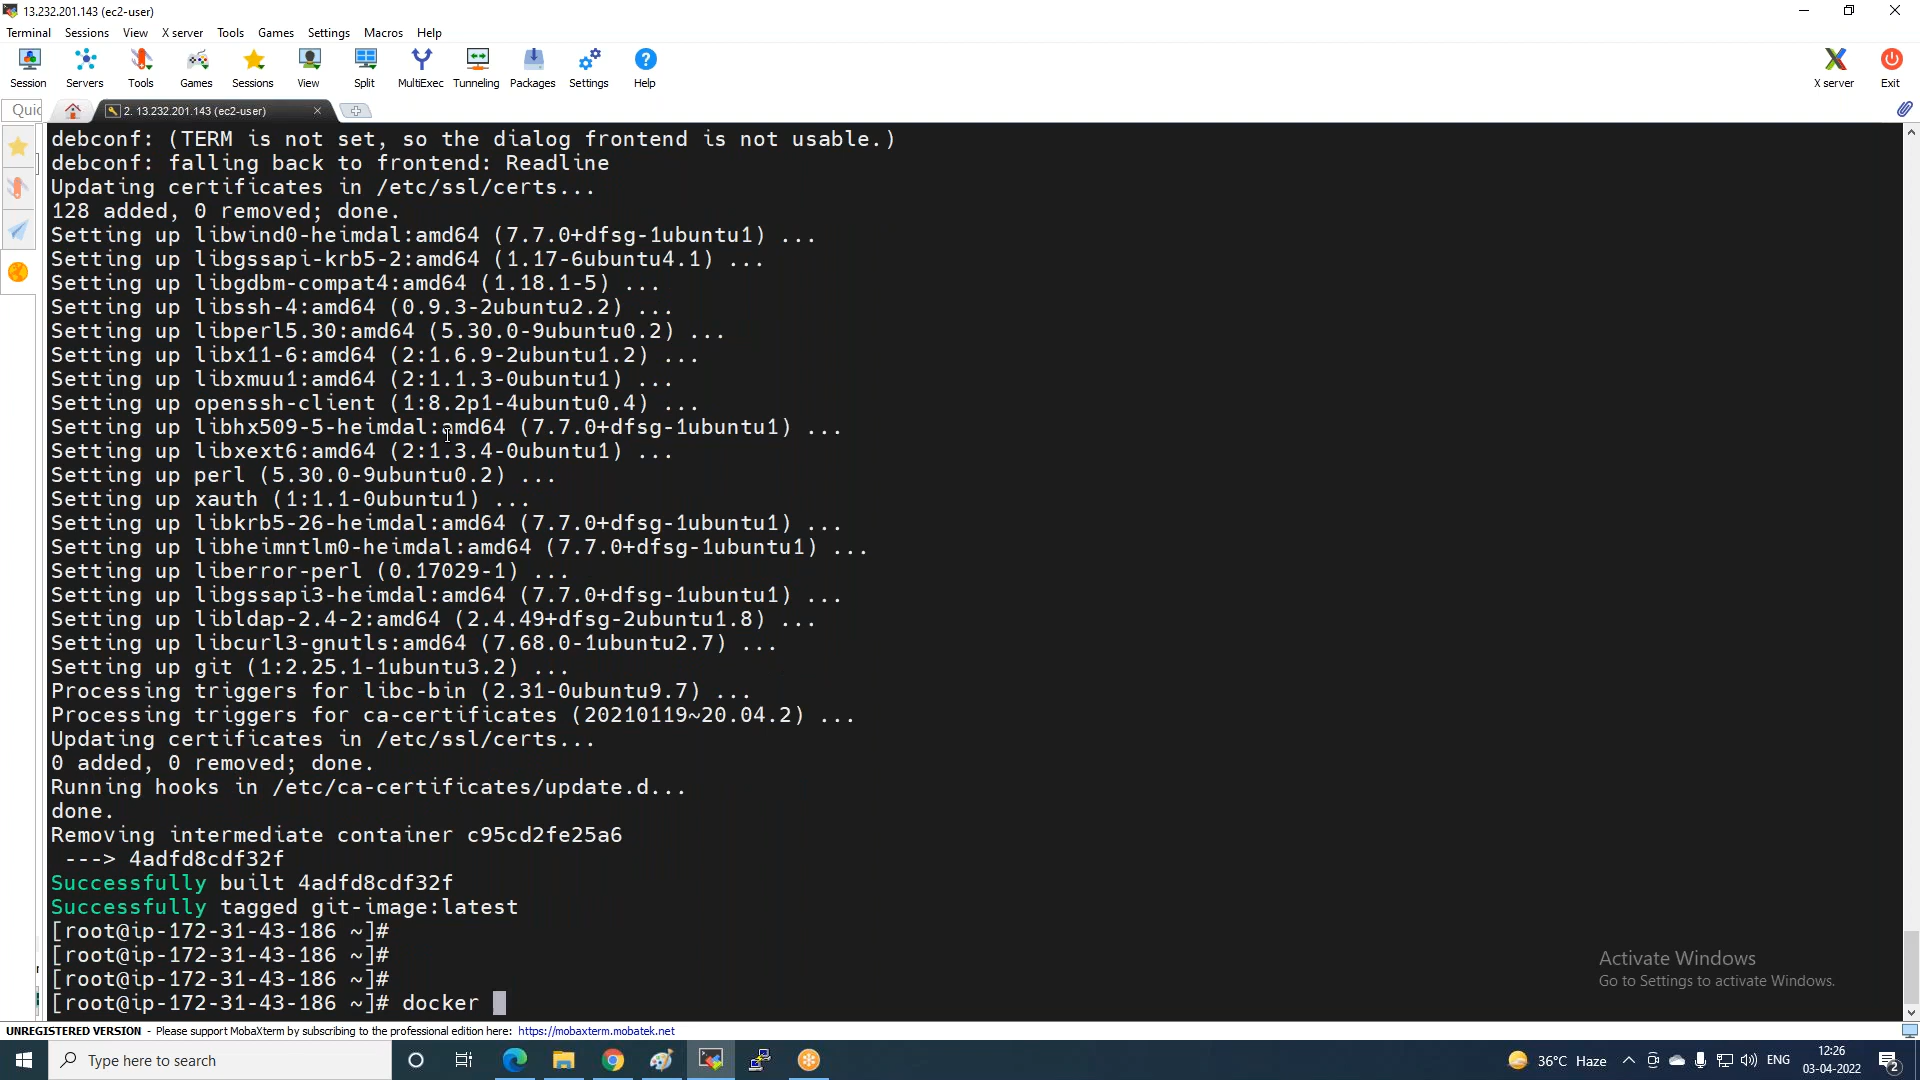 13.232.201.143 (ec2-user)
Terminal Sessions View X server Tools Games Settings Macros Help
Session Servers Tools Games Sessions View Split MultiExec Tunneling Packages Settings Help X server Exit
Quic 2. 13.232.201.143 (ec2-user)
debconf: (TERM is not set, so the dialog frontend is not usable.)
debconf: falling back to frontend: Readline
Updating certificates in /etc/ssl/certs...
128 added, 0 removed; done.
Setting up libwind0-heimdal:amd64 (7.7.0+dfsg-1ubuntu1) ...
Setting up libgssapi-krb5-2:amd64 (1.17-6ubuntu4.1) ...
Setting up libgdbm-compat4:amd64 (1.18.1-5) ...
Setting up libssh-4:amd64 (0.9.3-2ubuntu2.2) ...
Setting up libperl5.30:amd64 (5.30.0-9ubuntu0.2) ...
Setting up libx11-6:amd64 (2:1.6.9-2ubuntu1.2) ...
Setting up libxmuu1:amd64 (2:1.1.3-0ubuntu1) ...
Setting up openssh-client (1:8.2p1-4ubuntu0.4) ...
Setting up libhx509-5-heimdal:amd64 (7.7.0+dfsg-1ubuntu1) ...
Setting up libxext6:amd64 (2:1.3.4-0ubuntu1) ...
Setting up perl (5.30.0-9ubuntu0.2) ...
Setting up xauth (1:1.1-0ubuntu1) ...
Setting up libkrb5-26-heimdal:amd64 (7.7.0+dfsg-1ubuntu1) ...
Setting up libheimntlm0-heimdal:amd64 (7.7.0+dfsg-1ubuntu1) ...
Setting up liberror-perl (0.17029-1) ...
Setting up libgssapi3-heimdal:amd64 (7.7.0+dfsg-1ubuntu1) ...
Setting up libldap-2.4-2:amd64 (2.4.49+dfsg-2ubuntu1.8) ...
Setting up libcurl3-gnutls:amd64 (7.68.0-1ubuntu2.7) ...
Setting up git (1:2.25.1-1ubuntu3.2) ...
Processing triggers for libc-bin (2.31-0ubuntu9.7) ...
Processing triggers for ca-certificates (20210119~20.04.2) ...
Updating certificates in /etc/ssl/certs...
0 added, 0 removed; done.
Running hooks in /etc/ca-certificates/update.d...
done.
Removing intermediate container c95cd2fe25a6
 ---> 4adfd8cdf32f
Successfully built 4adfd8cdf32f
Successfully tagged git-image:latest
[root@ip-172-31-43-186 ~]#
[root@ip-172-31-43-186 ~]#
[root@ip-172-31-43-186 ~]#
[root@ip-172-31-43-186 ~]# docker
Activate Windows
Go to Settings to activate Windows.
UNREGISTERED VERSION - Please support MobaXterm by subscribing to the professional edition here: https://mobaxterm.mobatek.net
Type here to search
36°C Haze ENG
12:26
03-04-2022
2